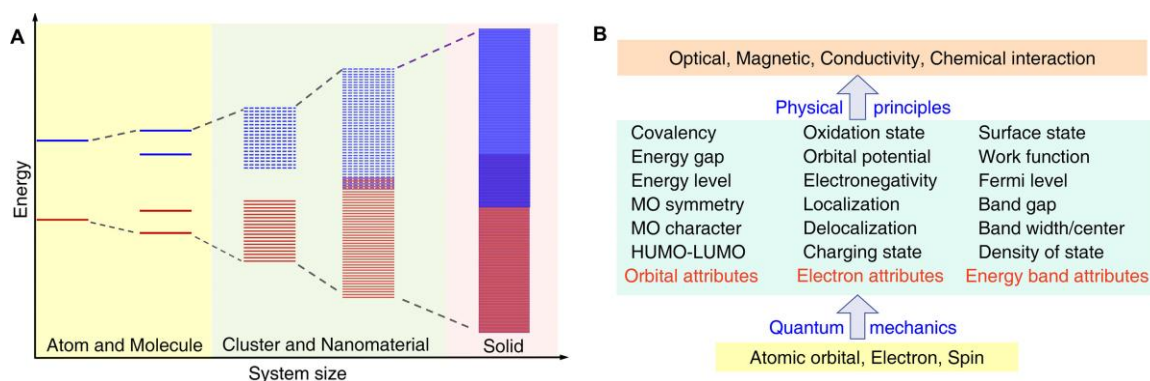 A
Energy
Atom and Molecule
Cluster and Nanomaterial
Solid
System size
B
Optical, Magnetic, Conductivity, Chemical interaction
Physical principles
Covalency Oxidation state Surface state
Energy gap Orbital potential Work function
Energy level Electronegativity Fermi level
MO symmetry Localization Band gap
MO character Delocalization Band width/center
HUMO-LUMO Charging state Density of state
Orbital attributes Electron attributes Energy band attributes
Quantum mechanics
Atomic orbital, Electron, Spin